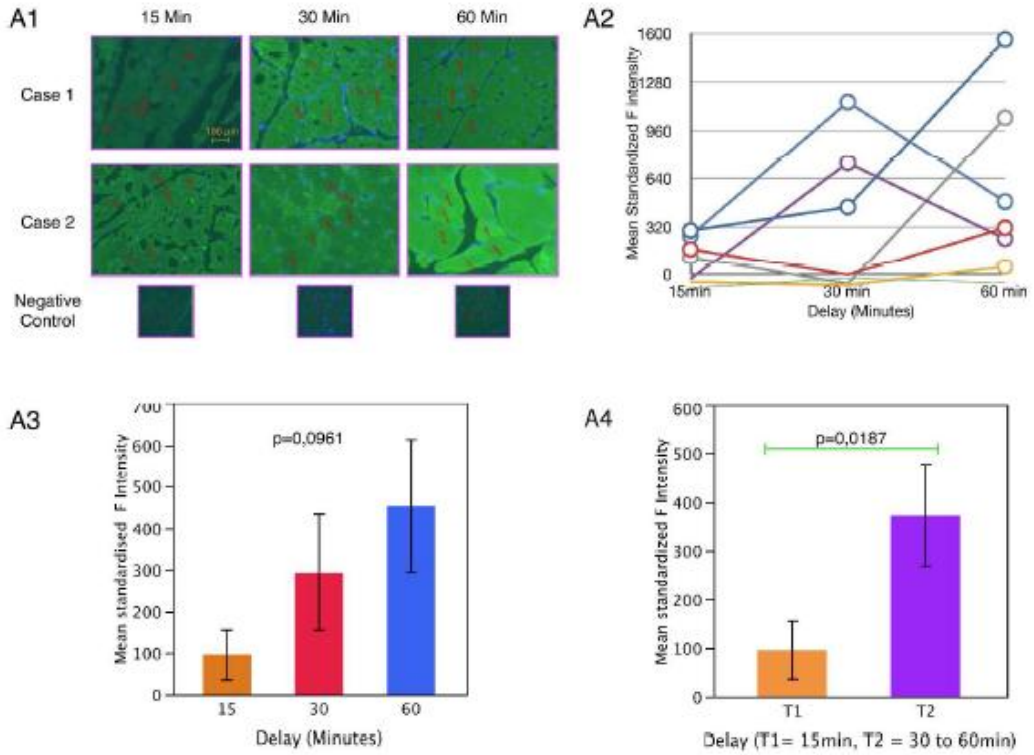 A1
15 Min 30 Min 60 Min
Case 1
100 µm
Case 2
Negative
Control
A2
Mean Standardized F intensity
1600
1280
960
640
320
0
15min 30 min 60 min
Delay (Minutes)
A3
Mean standardised F Intensity
700
600
500
400
300
200
100
0
p=0,0961
15 30 60
Delay (Minutes)
A4
Mean standardized F Intensity
600
500
400
300
200
100
0
p=0,0187
T1 T2
Delay (T1= 15min, T2 = 30 to 60min)